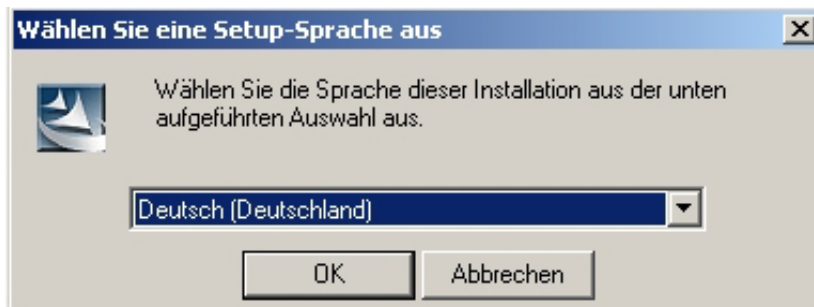 Wählen Sie eine Setup-Sprache aus
Wählen Sie die Sprache dieser Installation aus der unten
aufgeführten Auswahl aus.
Deutsch (Deutschland)
OK
Abbrechen